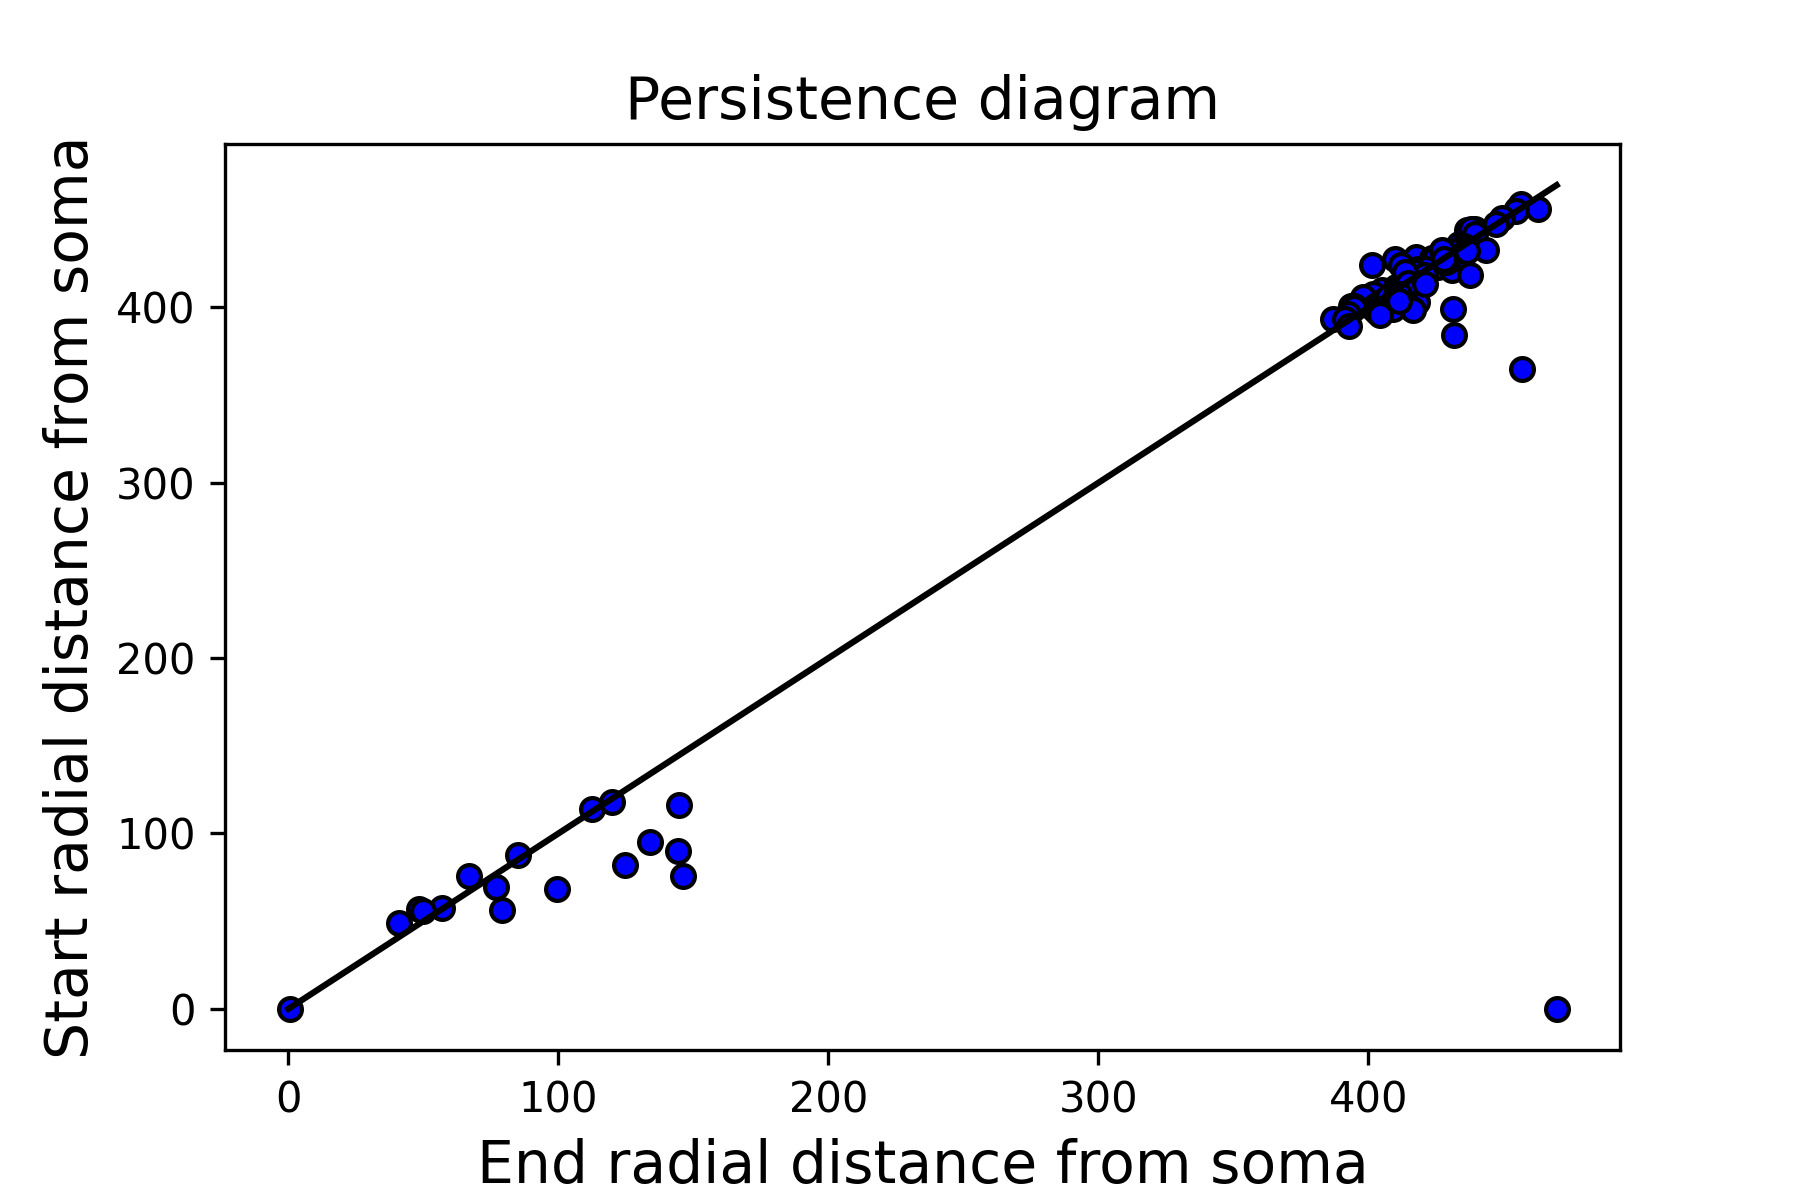 Persistence diagram
Start radial distance from soma
400
300
200
100
0
0 100 200 300 400
End radial distance from soma